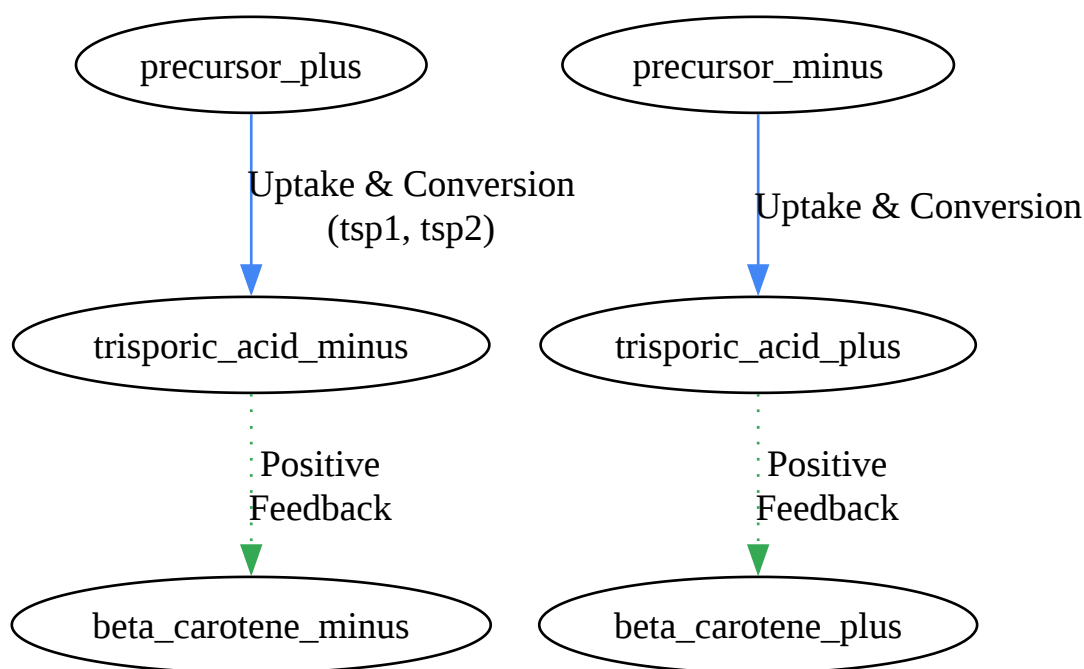 precursor_plus
precursor_minus
Uptake & Conversion
(tsp1, tsp2)
Uptake & Conversion
trisporic_acid_minus
trisporic_acid_plus
Positive
Feedback
Positive
Feedback
beta_carotene_minus
beta_carotene_plus